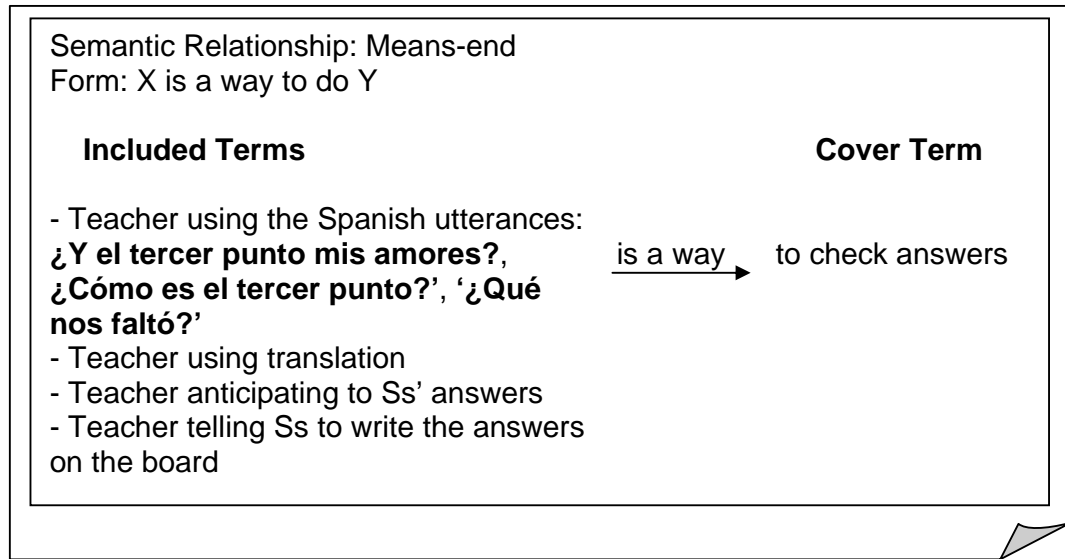 Semantic Relationship: Means-end
Form: X is a way to do Y
Included Terms
Cover Term
- Teacher using the Spanish utterances:
¿Y el tercer punto mis amores?,
¿Cómo es el tercer punto?’, ‘¿Qué
nos faltó?’
- Teacher using translation
- Teacher anticipating to Ss’ answers
- Teacher telling Ss to write the answers
on the board
is a way
to check answers